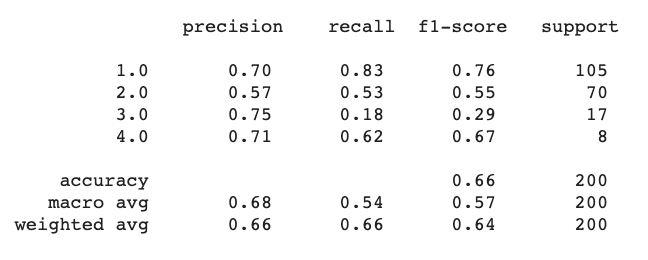 precision recall f1-score support
1.0 0.70 0.83 0.76 105
2.0 0.57 0.53 0.55 70
3.0 0.75 0.18 0.29 17
4.0 0.71 0.62 0.67 8
accuracy 0.66 200
macro avg 0.68 0.54 0.57 200
weighted avg 0.66 0.66 0.64 200